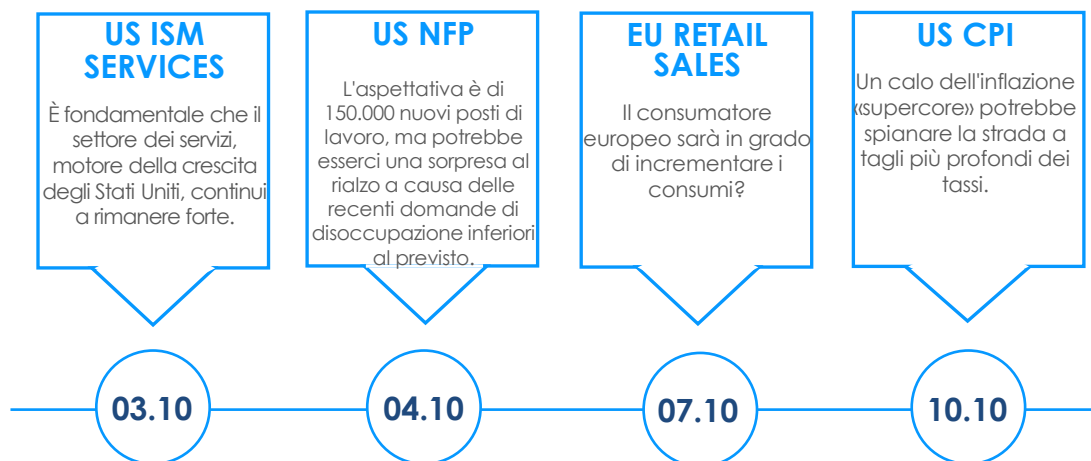 US ISM
SERVICES
È fondamentale che il
settore dei servizi,
motore della crescita
degli Stati Uniti, continui
a rimanere forte.
03.10
US NFP
L'aspettativa è di
150.000 nuovi posti di
lavoro, ma potrebbe
esserci una sorpresa al
rialzo a causa delle
recenti domande di
disoccupazione inferiori
al previsto.
04.10
EU RETAIL
SALES
Il consumatore
europeo sarà in grado
di incrementare i
consumi?
07.10
US CPI
Un calo dell'inflazione
«supercore» potrebbe
spianare la strada a
tagli più profondi dei
tassi.
10.10